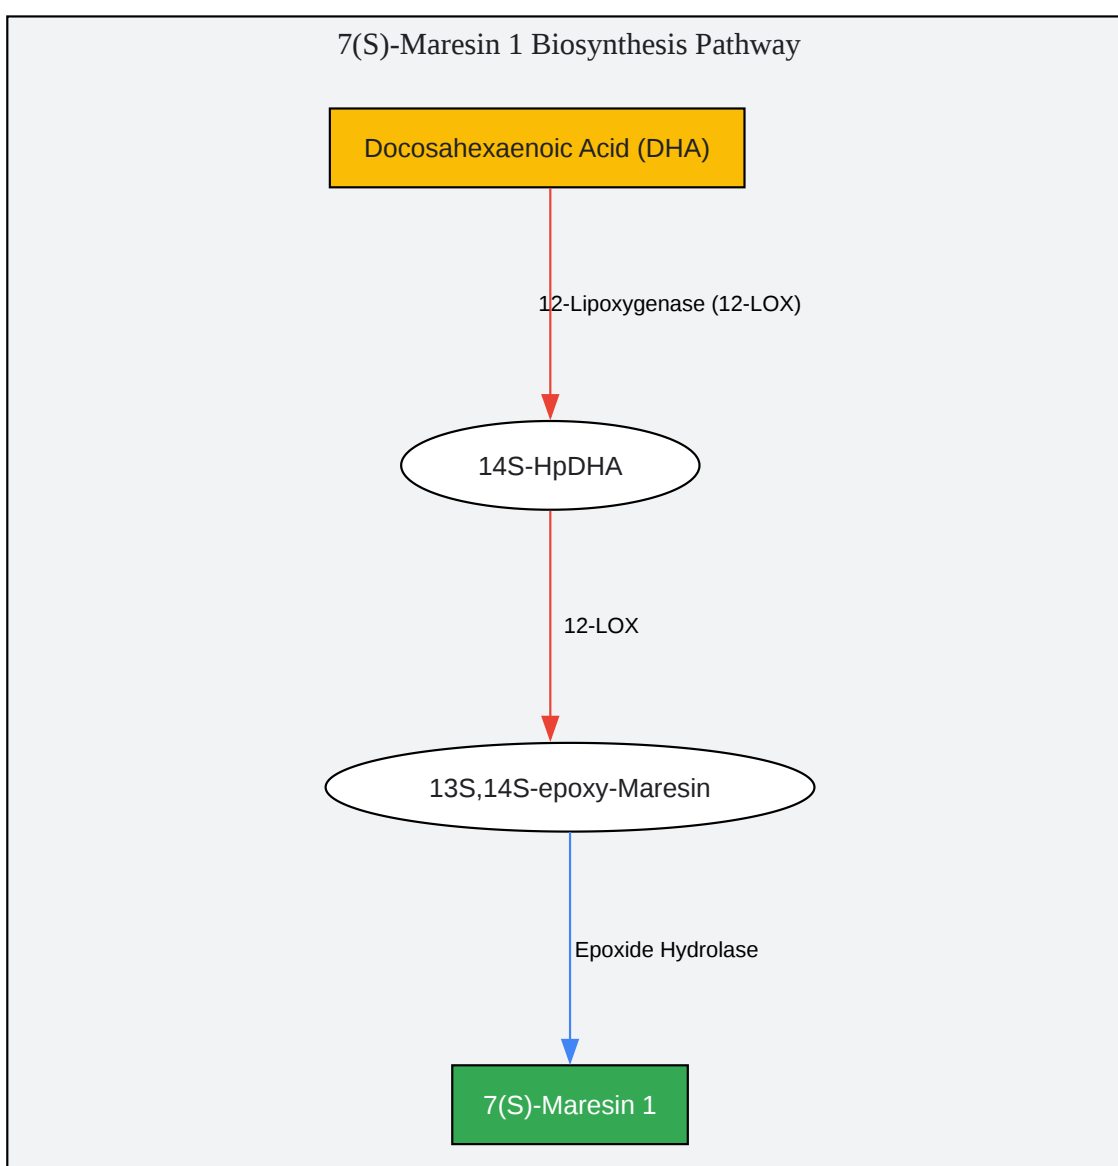 7(S)-Maresin 1 Biosynthesis Pathway
Docosahexaenoic Acid (DHA)
12-Lipoxygenase (12-LOX)
14S-HpDHA
12-LOX
13S,14S-epoxy-Maresin
Epoxide Hydrolase
7(S)-Maresin 1